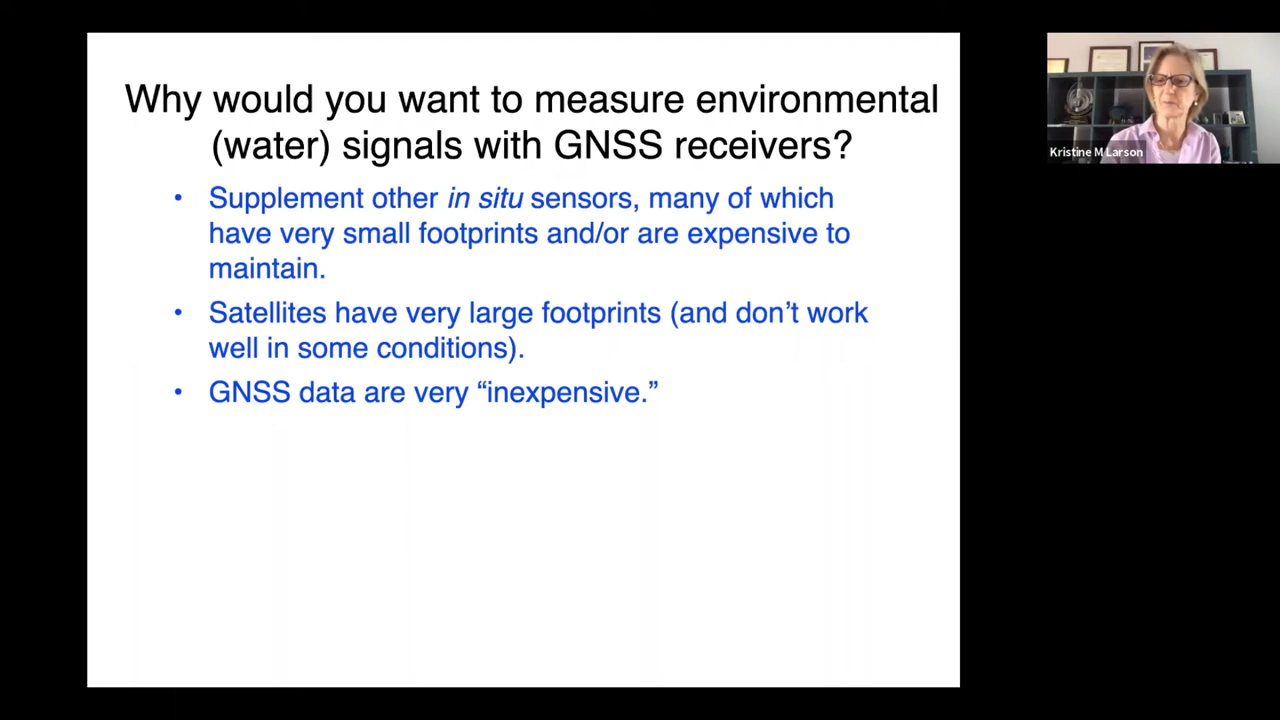 Why would you want to measure environmental
(water) signals with GNSS receivers?
• Supplement other in situ sensors, many of which
have very small footprints and/or are expensive to
maintain.
• Satellites have very large footprints (and don’t work
well in some conditions).
• GNSS data are very “inexpensive.”
Kristine M Larson